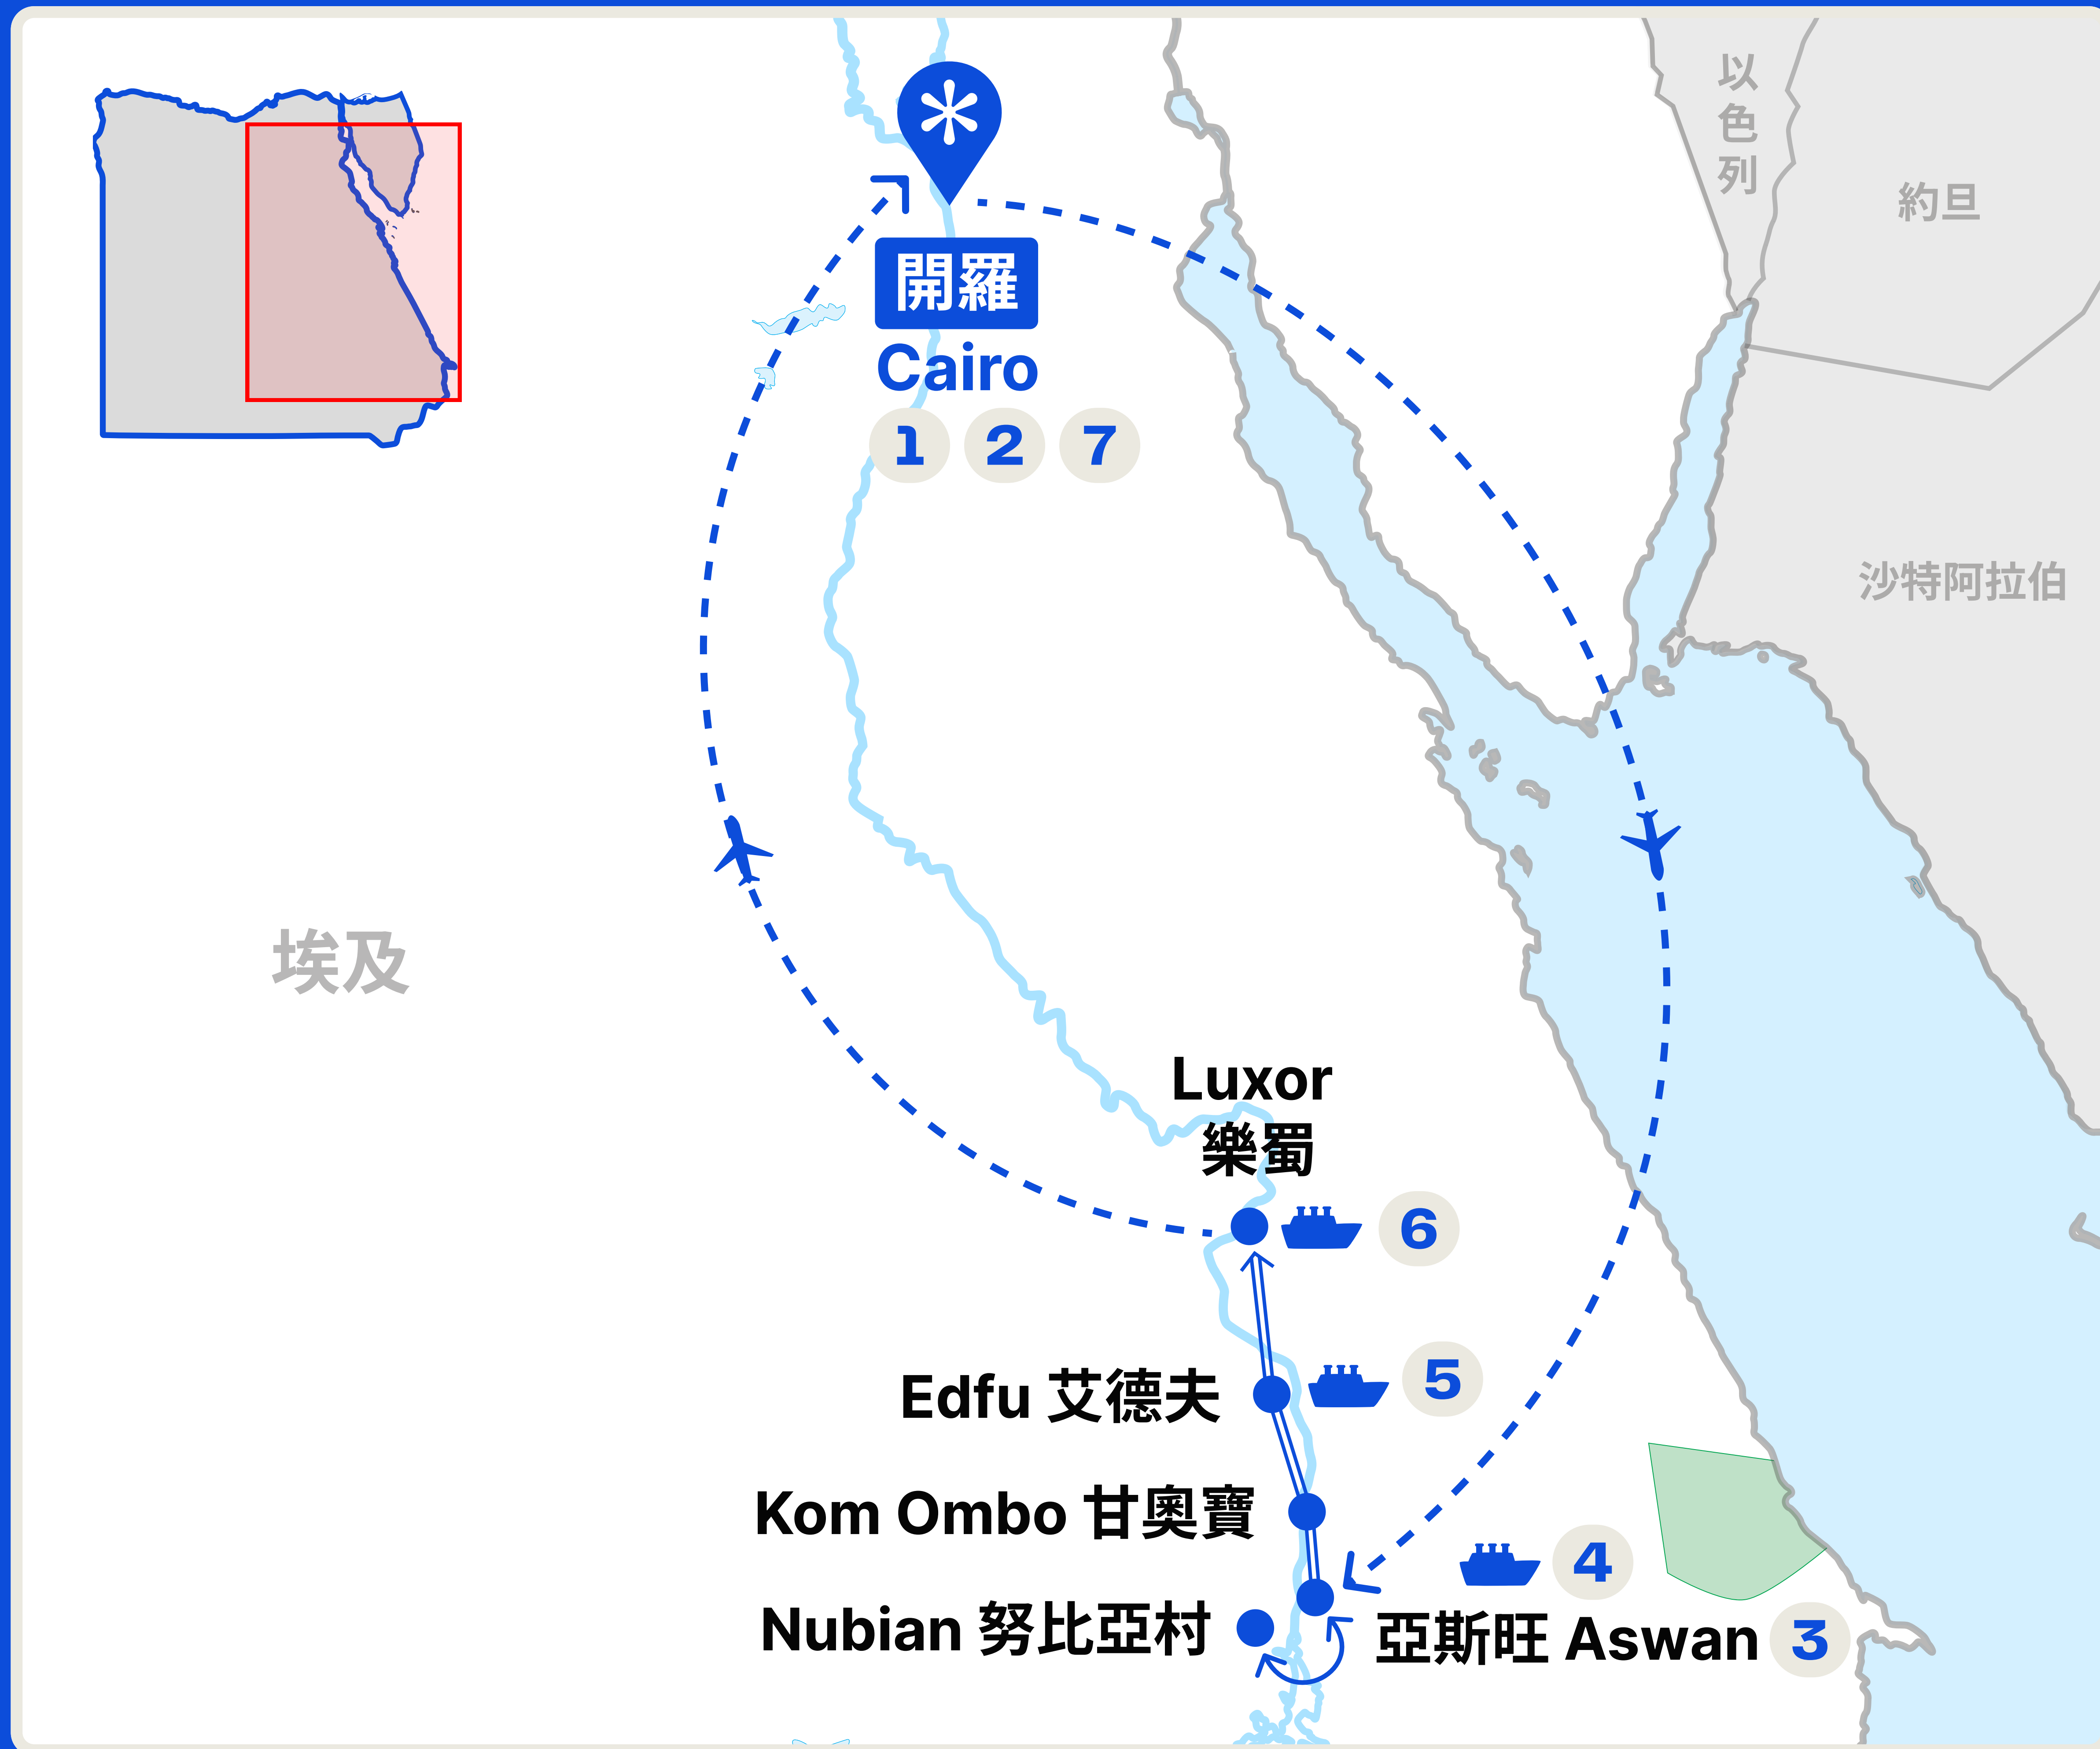 以色列
約旦
開羅
Cairo
1 2 7
沙特阿拉伯
埃及
Luxor
樂蜀
6
Edfu 艾德夫
5
Kom Ombo 甘奧寶
4
Nubian 努比亞村
亞斯旺 Aswan 3